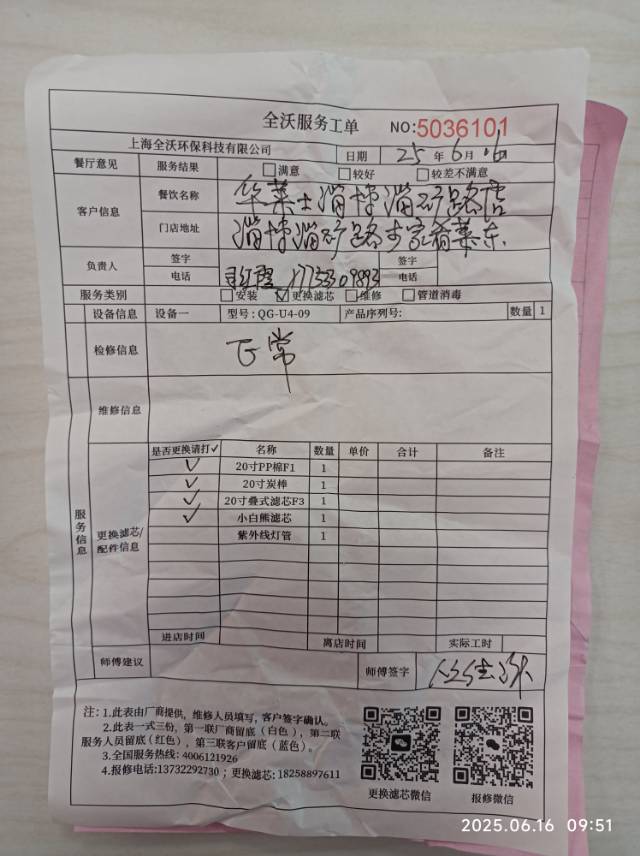 全沃服务工单
NO:5036101
上海全沃环保科技有限公司 日期 25 年 6 月 16
餐厅意见 服务结果 满意 较好 较差不满意
客户信息 餐饮名称 华莱士淄博淄矿路店
门店地址 淄博淄矿路
负责人 签字 签字
电话 电话
服务类别 安装 ✓更换滤芯 维修 管道消毒
设备信息 设备一 型号:QG-U4-09 产品序列号: 数量 1
检修信息 正常
维修信息
服务信息
更换滤芯/配件信息
是否更换请打✓ 名称 数量 单价 合计 备注
✓ 20寸PP棉F1 1
✓ 20寸炭棒 1
✓ 20寸叠式滤芯F3 1
✓ 小白熊滤芯 1
紫外线灯管 1
进店时间 离店时间 实际工时
师傅建议 师傅签字
注:1.此表由厂商提供，维修人员填写，客户签字确认。
2.此表一式三份，第一联厂商留底（白色），第二联
服务人员留底（红色），第三联客户留底（蓝色）。
3.全国服务热线:4006121926
4.报修电话:13732292730；更换滤芯:18258897611
更换滤芯微信 报修微信
2025.06.16 09:51